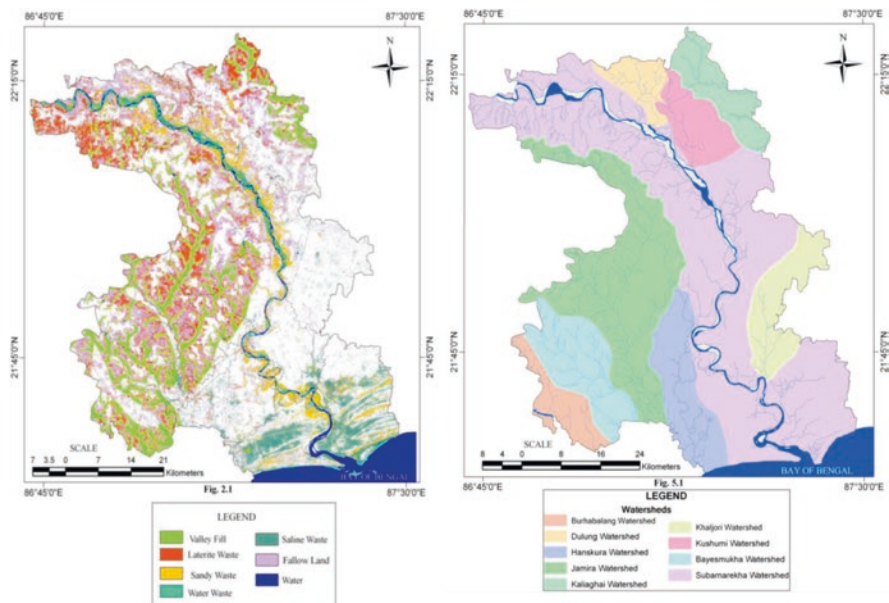 86°45'0"E
87°30'0"E
N
22°15'0"N
21°45'0"N
SCALE
7 3.5 0 7 14 21
Kilometers
Fig. 2.1
BAY OF BENGAL
86°45'0"E
87°30'0"E
LEGEND
Valley Fill
Laterite Waste
Sandy Waste
Water Waste
Saline Waste
Fallow Land
Water
86°45'0"E
87°30'0"E
N
22°15'0"N
22°15'0"N
21°45'0"N
21°45'0"N
SCALE
8 4 0 8 16 24
Kilometers
BAY OF BENGAL
Fig. 5.1
86°45'0"E
87°30'0"E
LEGEND
Watersheds
Burhabalang Watershed
Dulung Watershed
Hanskura Watershed
Jamira Watershed
Kaliaghai Watershed
Khaljori Watershed
Kushumi Watershed
Bayesmukha Watershed
Subarnarekha Watershed